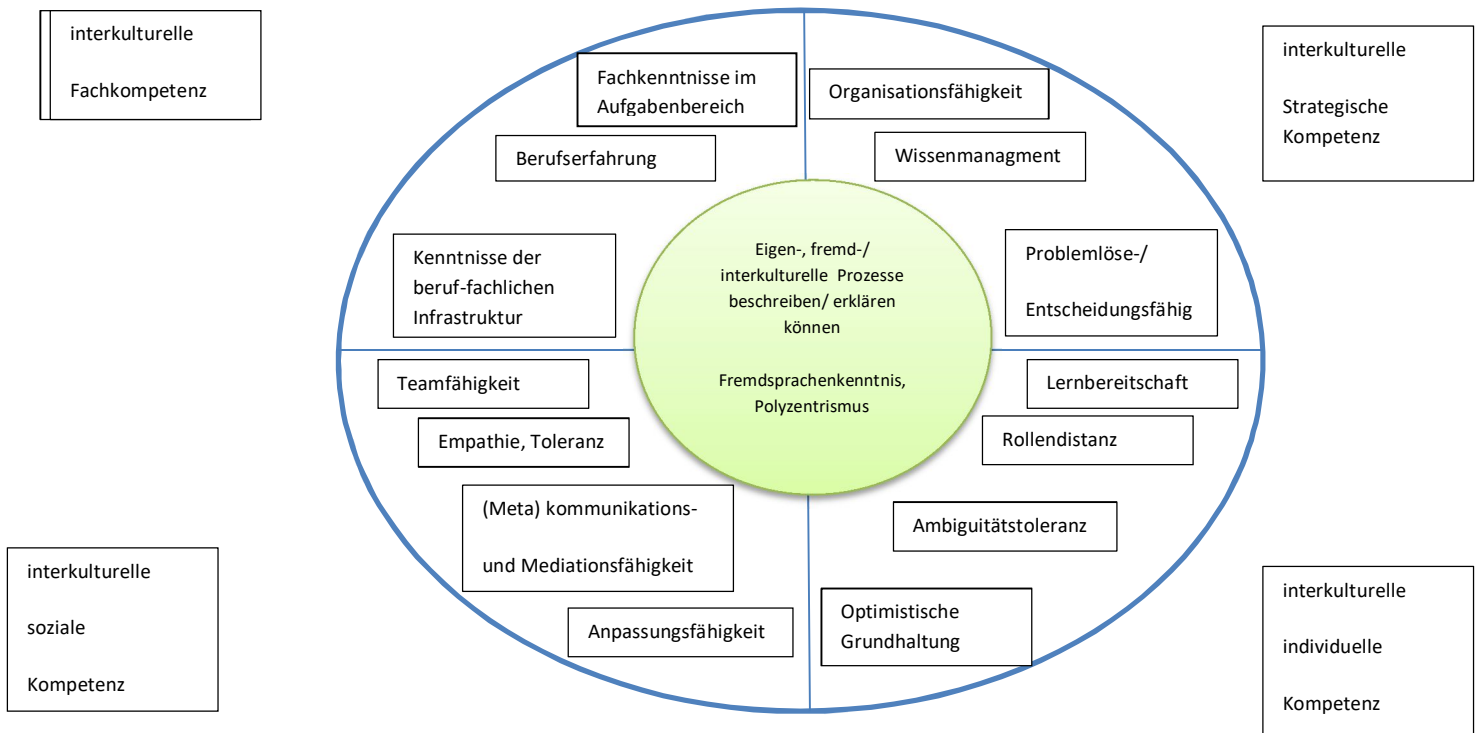 interkulturelle
Fachkompetenz
Fachkenntnisse im
Aufgabenbereich
Berufserfahrung
Kenntnisse der
beruf-fachlichen
Infrastruktur
Organisationsfähigkeit
Wissenmanagment
Problemlöse-/
Entscheidungsfähig
interkulturelle
Strategische
Kompetenz
Eigen-, fremd-/
interkulturelle Prozesse
beschreiben/ erklären
können
Fremdsprachenkenntnis,
Polyzentrismus
Teamfähigkeit
Empathie, Toleranz
(Meta) kommunikations-
und Mediationsfähigkeit
Anpassungsfähigkeit
interkulturelle
soziale
Kompetenz
Lernbereitschaft
Rollendistanz
Ambiguitätstoleranz
Optimistische
Grundhaltung
interkulturelle
individuelle
Kompetenz